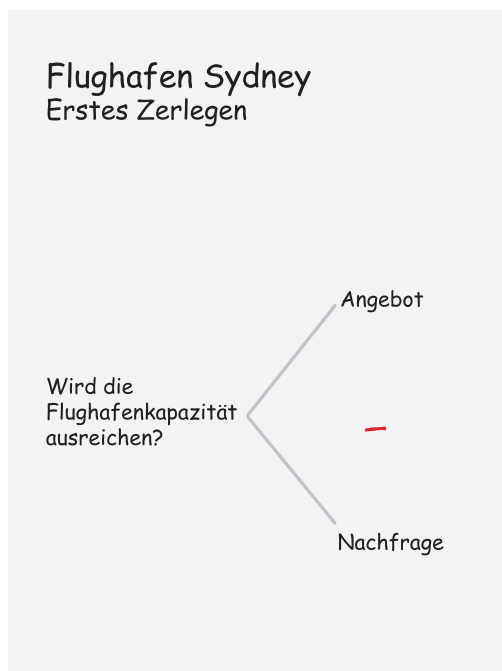 Flughafen Sydney
Erstes Zerlegen
Angebot
Wird die
Flughafenkapazität
ausreichen?
Nachfrage